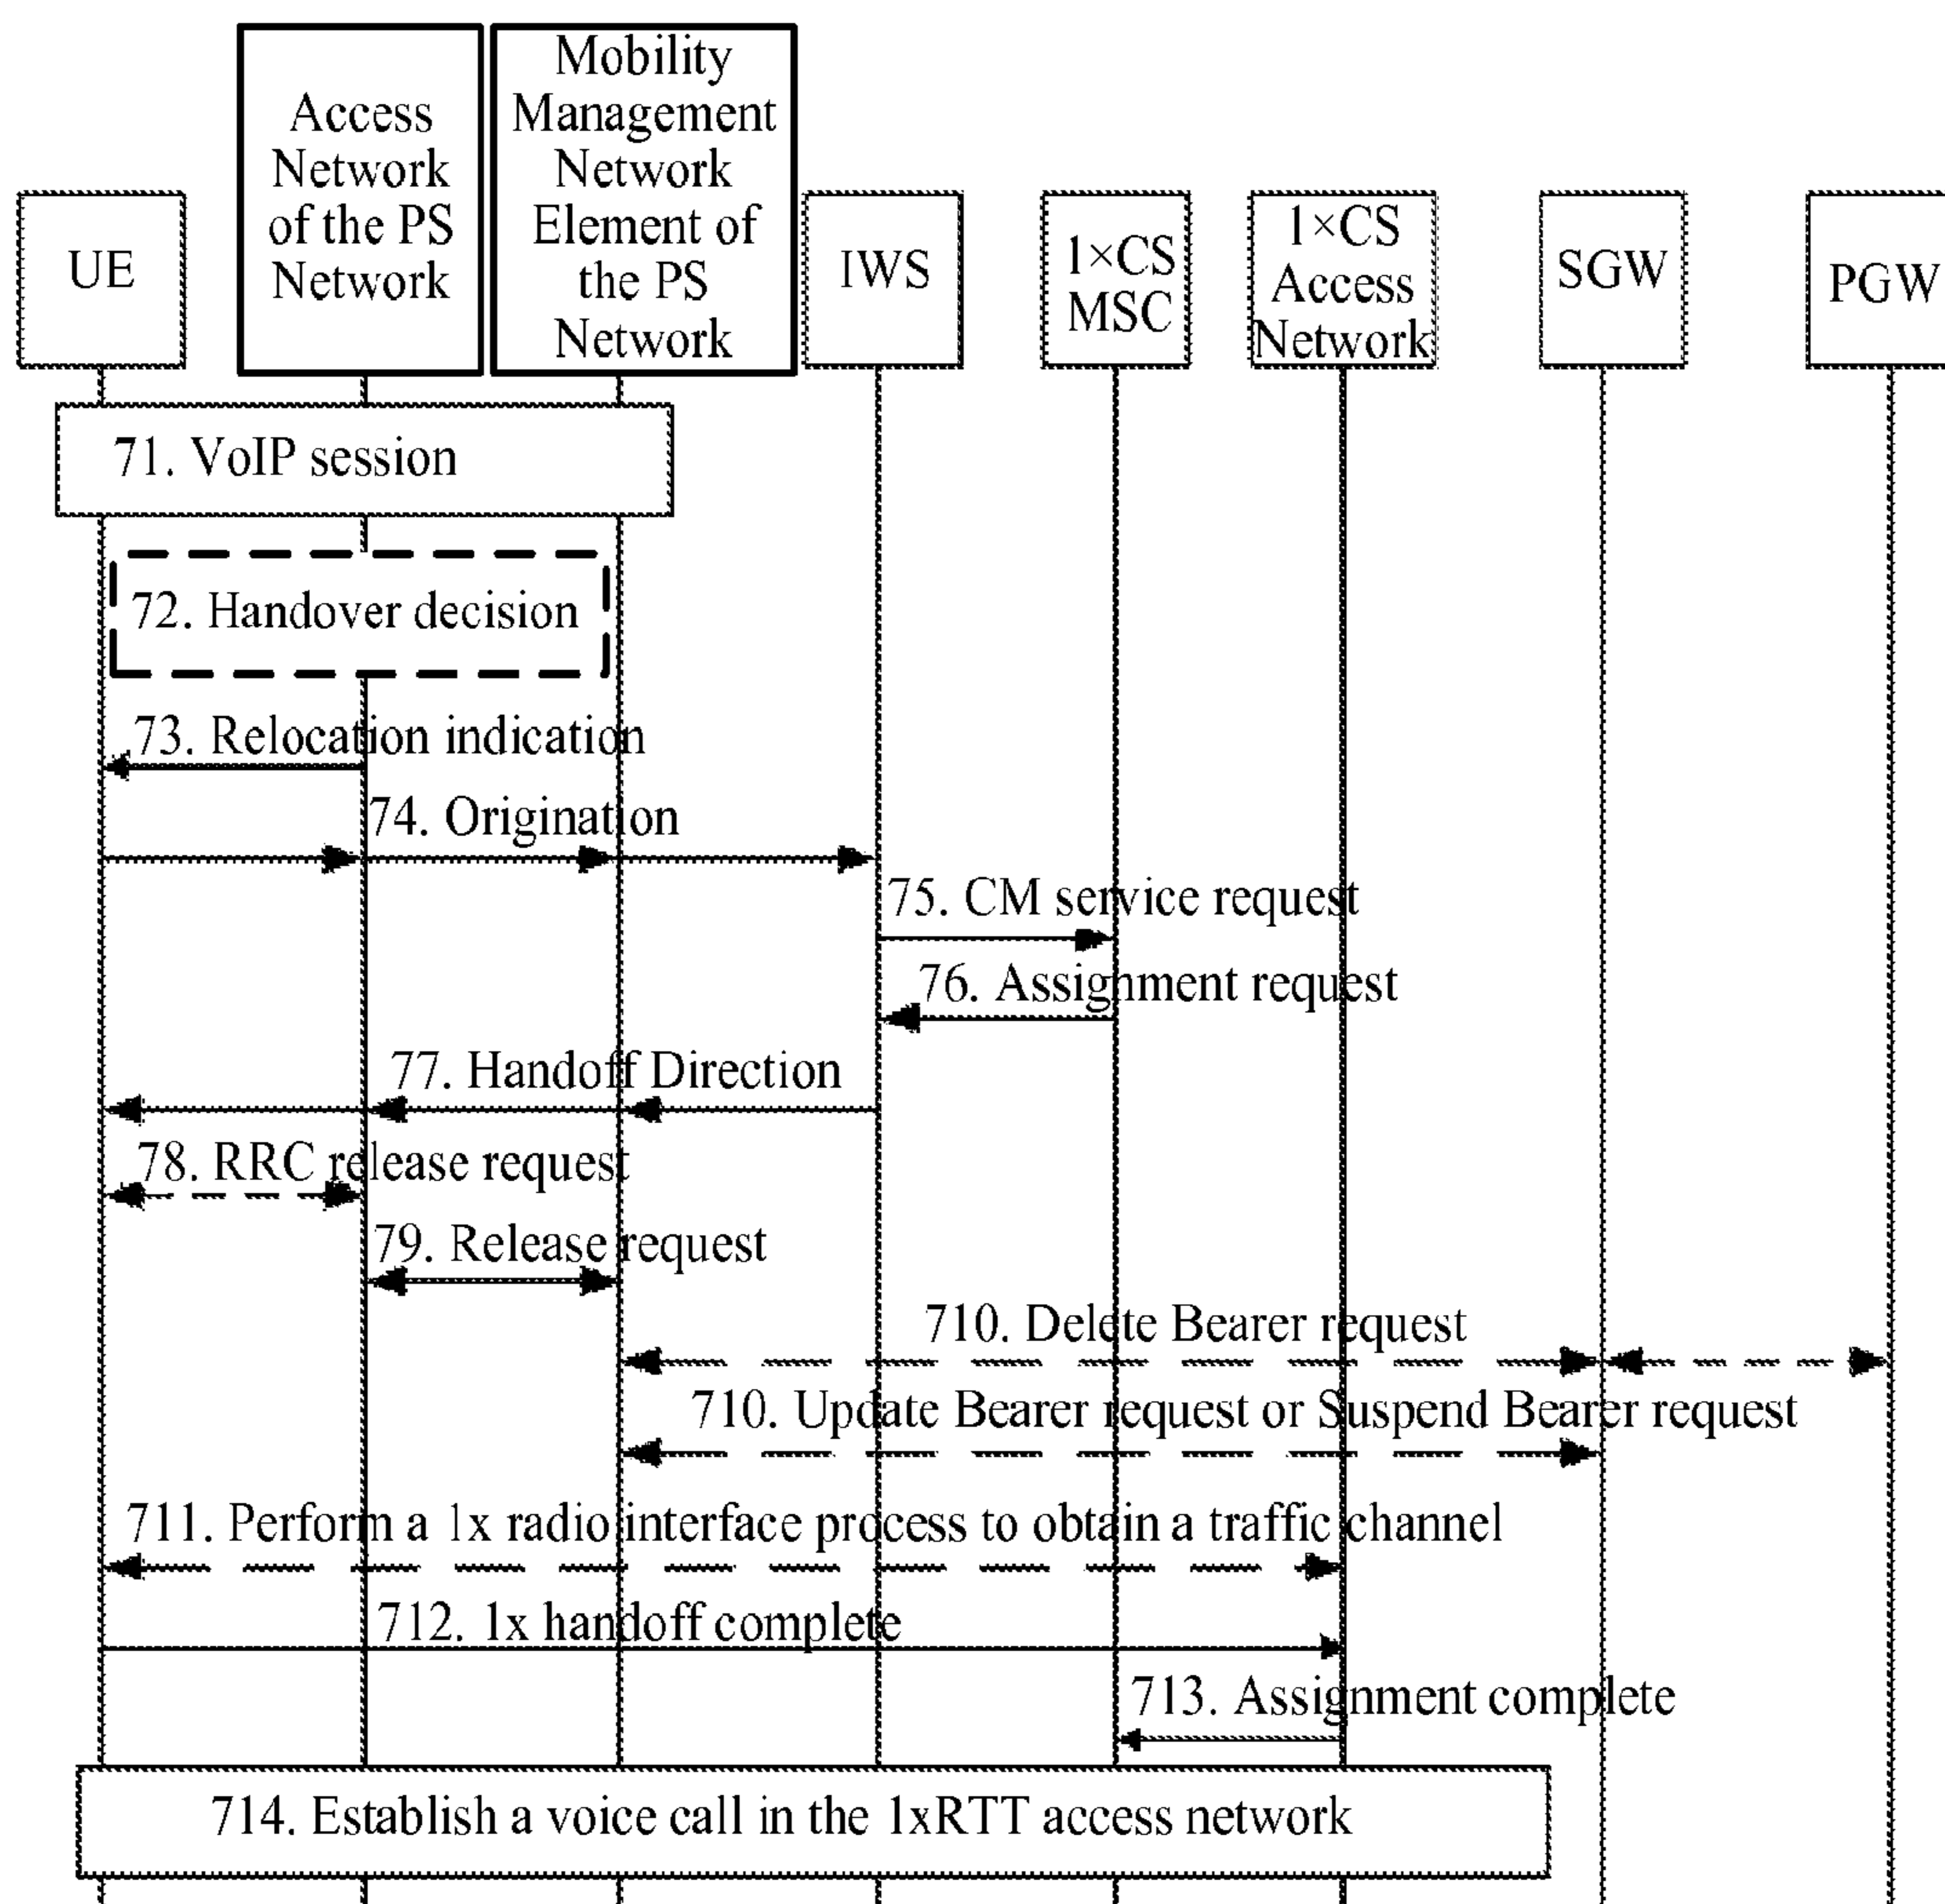 UE
Access
Network
of the PS
Network
Mobility
Management
Network
Element of
the PS
Network
IWS
1×CS
MSC
1×CS
Access
Network
SGW
PGW
71. VoIP session
72. Handover decision
73. Relocation indication
74. Origination
75. CM service request
76. Assignment request
77. Handoff Direction
78. RRC release request
79. Release request
710. Delete Bearer request
710. Update Bearer request or Suspend Bearer request
711. Perform a 1x radio interface process to obtain a traffic channel
712. 1x handoff complete
713. Assignment complete
714. Establish a voice call in the 1xRTT access network